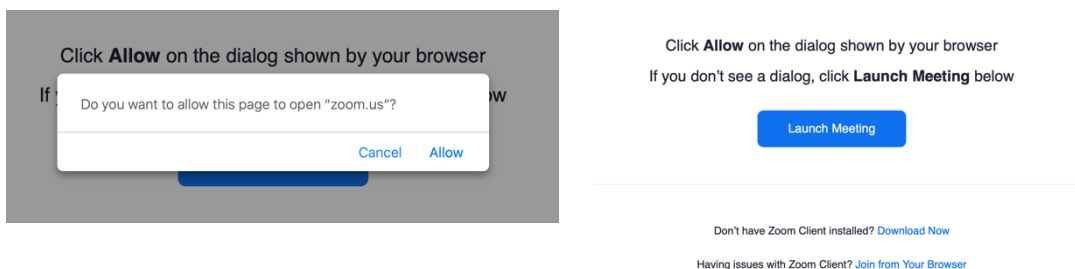 Click Allow on the dialog shown by your browser
If
ow
Do you want to allow this page to open “zoom.us”?
Cancel
Allow
Click Allow on the dialog shown by your browser
If you don’t see a dialog, click Launch Meeting below
Launch Meeting
Don’t have Zoom Client installed? Download Now
Having issues with Zoom Client? Join from Your Browser